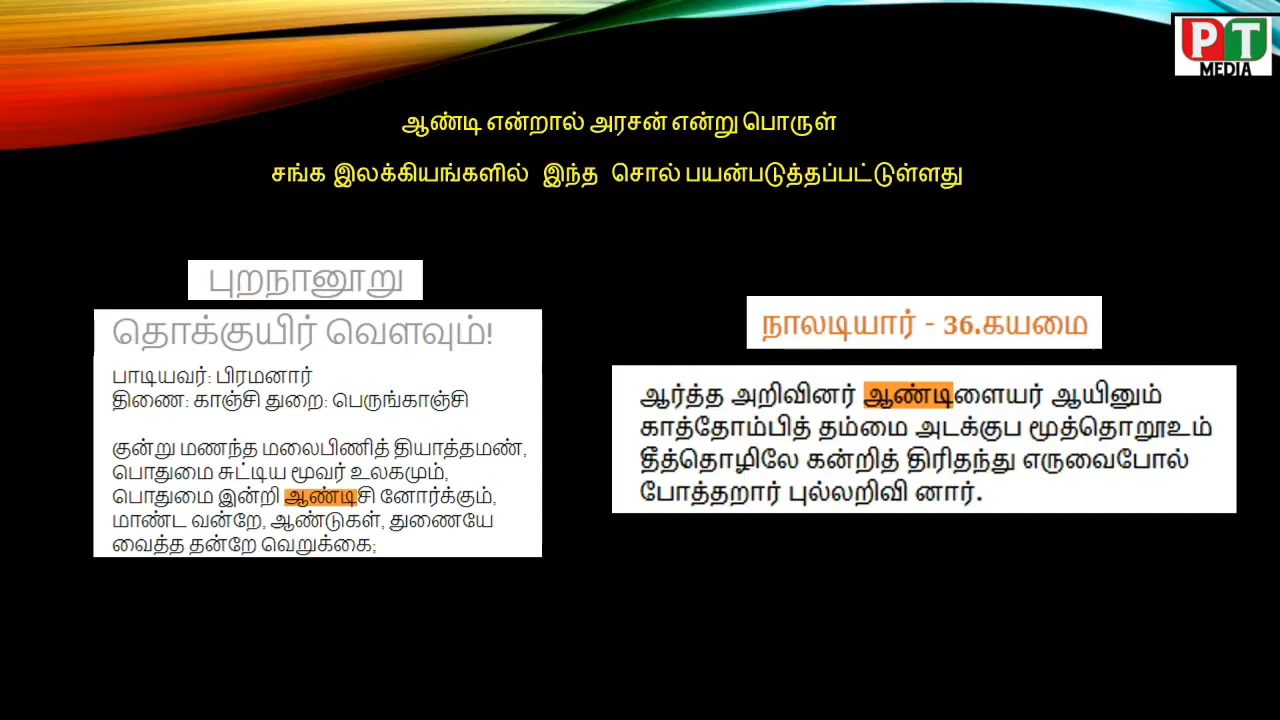 PT
MEDIA
ஆண்டி என்றால் அரசன் என்று பொருள்
சங்க இலக்கியங்களில் இந்த சொல் பயன்படுத்தப்பட்டுள்ளது
புறநானூறு
தொக்குயிர் வௌவும்!
பாடியவர்: பிரமனார்
திணை: காஞ்சி துறை: பெருங்காஞ்சி
குன்று மணந்த மலைபிணித் தியாத்தமண்,
பொதுமை சுட்டிய மூவர் உலகமும்,
பொதுமை இன்றி ஆண்டிசி னோர்க்கும்,
மாண்ட வன்றே, ஆண்டுகள், துணையே
வைத்த தன்றே வெறுக்கை;
நாலடியார் - 36.கயமை
ஆர்த்த அறிவினர் ஆண்டிளையர் ஆயினும்
காத்தோம்பித் தம்மை அடக்குப மூத்தொறூஉம்
தீத்தொழிலே கன்றித் திரிதந்து எருவைபோல்
போத்தறார் புல்லறிவி னார்.